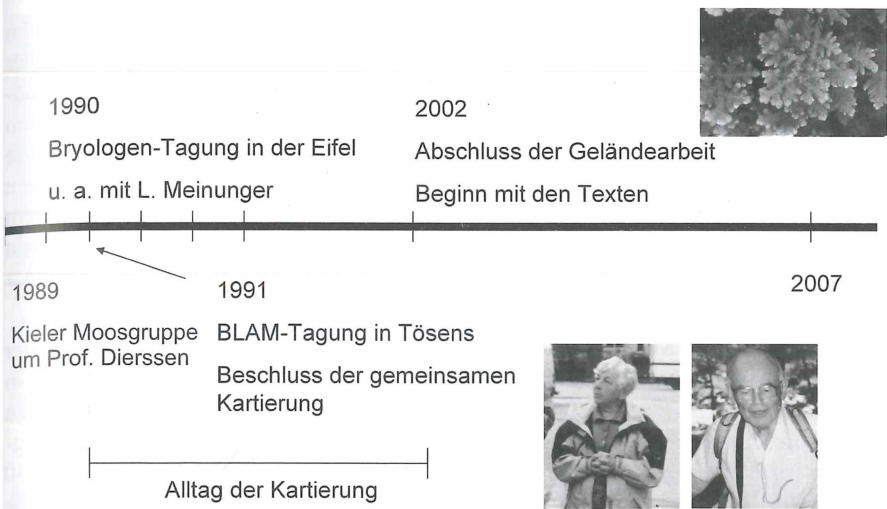 1990
Bryologen-Tagung in der Eifel
u. a. mit L. Meinunger
2002
Abschluss der Geländearbeit
Beginn mit den Texten
1989
Kieler Moosgruppe
um Prof. Dierssen
1991
BLAM-Tagung in Tösens
Beschluss der gemeinsamen
Kartierung
2007
Alltag der Kartierung